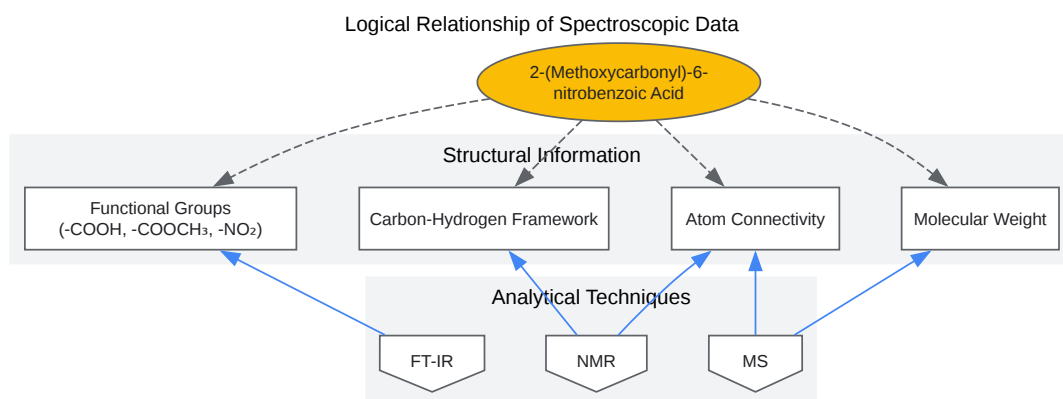 Logical Relationship of Spectroscopic Data
2-(Methoxycarbonyl)-6-
nitrobenzoic Acid
Structural Information
Functional Groups
(-COOH, -COOCH₃, -NO₂)
Carbon-Hydrogen Framework
Atom Connectivity
Molecular Weight
Analytical Techniques
FT-IR
NMR
MS